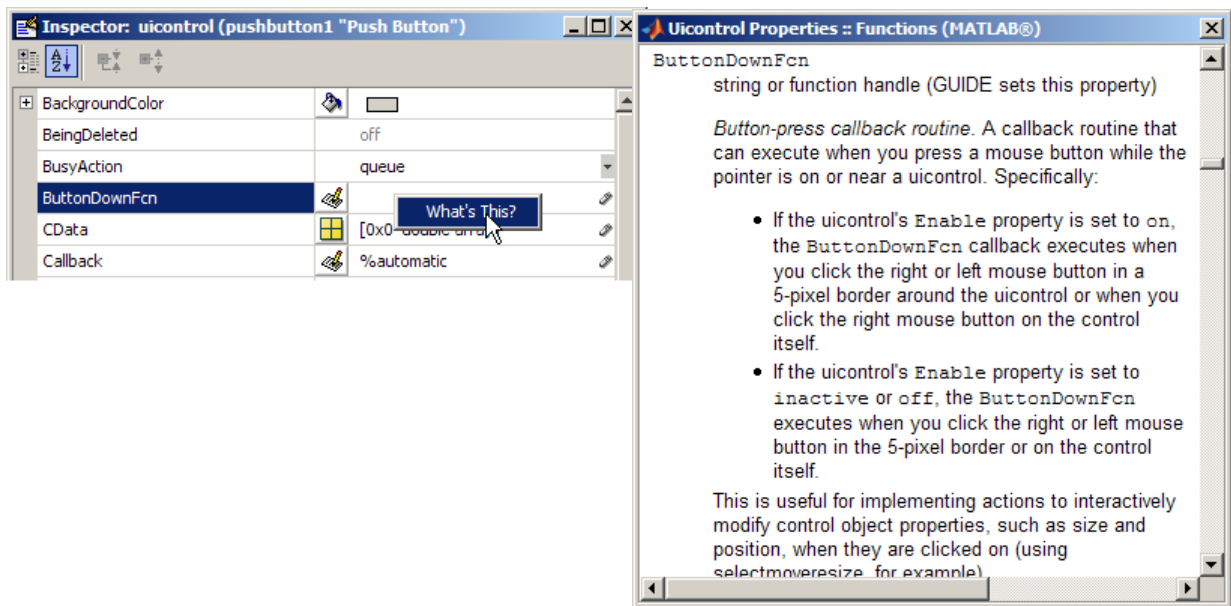 Inspector: uicontrol (pushbutton1 "Push Button")
BackgroundColor
BeingDeleted off
BusyAction queue
ButtonDownFcn
What's This?
CData [0x0 double array]
Callback %automatic
Uicontrol Properties :: Functions (MATLAB®)
ButtonDownFcn
string or function handle (GUIDE sets this property)
Button-press callback routine. A callback routine that
can execute when you press a mouse button while the
pointer is on or near a uicontrol. Specifically:
• If the uicontrol's Enable property is set to on,
the ButtonDownFcn callback executes when
you click the right or left mouse button in a
5-pixel border around the uicontrol or when you
click the right mouse button on the control
itself.
• If the uicontrol's Enable property is set to
inactive or off, the ButtonDownFcn
executes when you click the right or left mouse
button in the 5-pixel border or on the control
itself.
This is useful for implementing actions to interactively
modify control object properties, such as size and
position, when they are clicked on (using
selectmoveresize, for example)